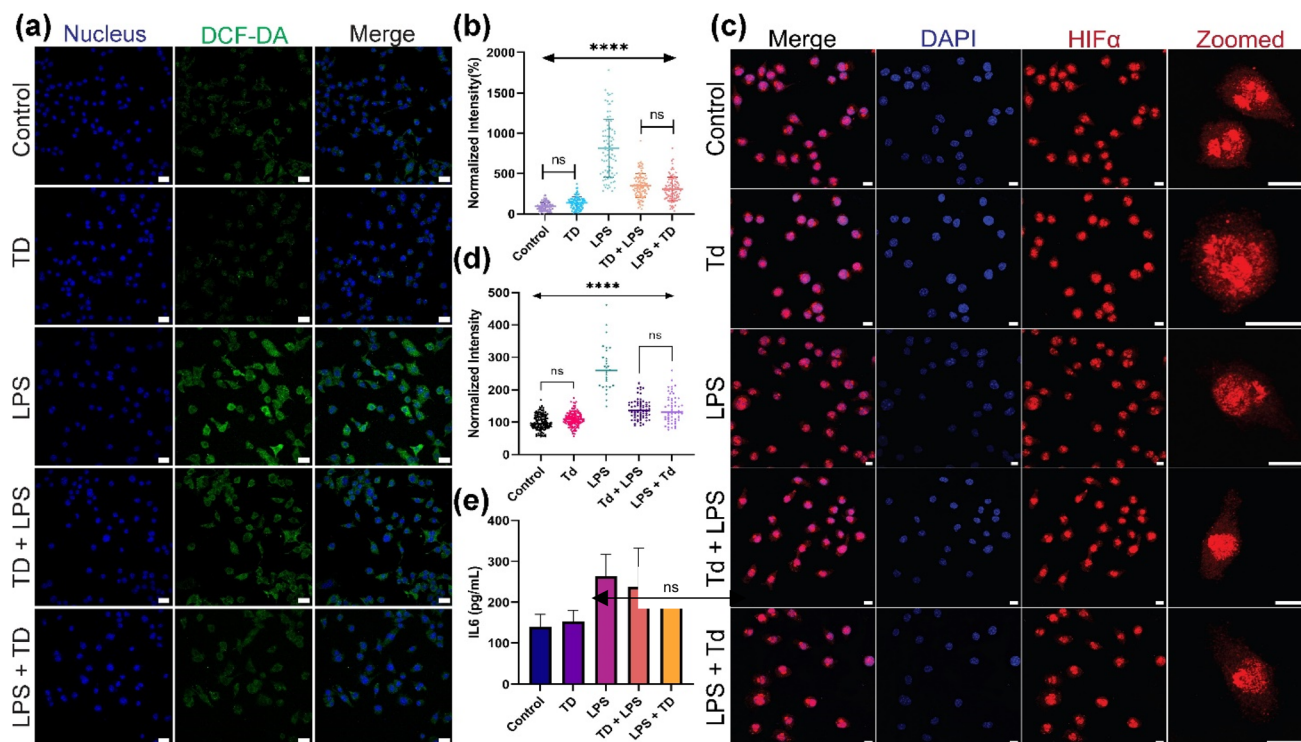 (a)
Nucleus DCF-DA Merge
Control
TD
LPS
TD + LPS
LPS + TD
(b)
Normalized Intensity(%)
2000
1500
1000
500
0
****
ns
ns
Control
TD
LPS
TD + LPS
LPS + TD
(d)
Normalized Intensity
500
400
300
200
100
0
****
ns
ns
Control
Td
LPS
Td + LPS
LPS + Td
(e)
IL6 (pg/mL)
400
300
200
100
0
ns
Control
TD
LPS
TD + LPS
LPS + TD
(c)
Merge DAPI HIFα Zoomed
Control
Td
LPS
Td + LPS
LPS + Td